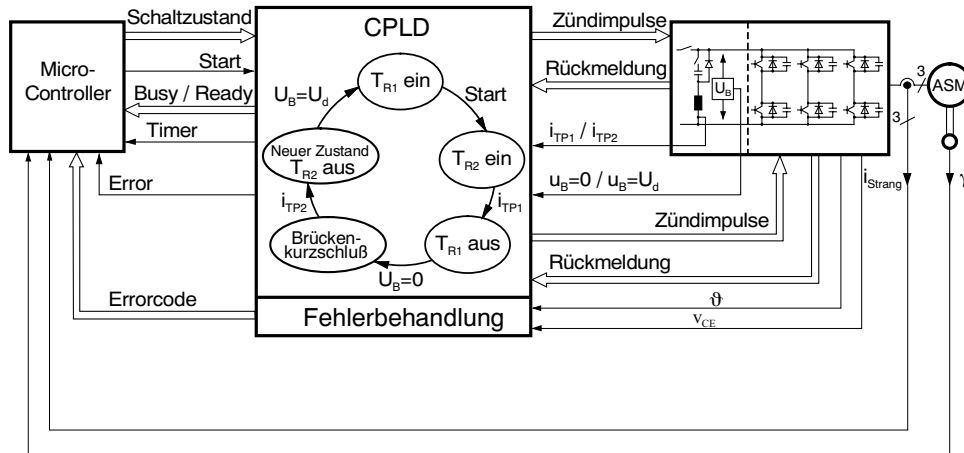 Schaltzustand
Micro-
Controller
Start
Busy / Ready
Timer
Error
Errorcode
CPLD
T_R1 ein
Start
T_R2 ein
i_TP1
T_R1 aus
U_B=0
Brücken-
kurzschluß
i_TP2
Neuer Zustand
T_R2 aus
U_B=U_d
Fehlerbehandlung
Zündimpulse
Rückmeldung
i_TP1 / i_TP2
u_B=0 / u_B=U_d
Zündimpulse
Rückmeldung
ϑ
v_CE
U_B
3
ASM
3
i_Strang
γ